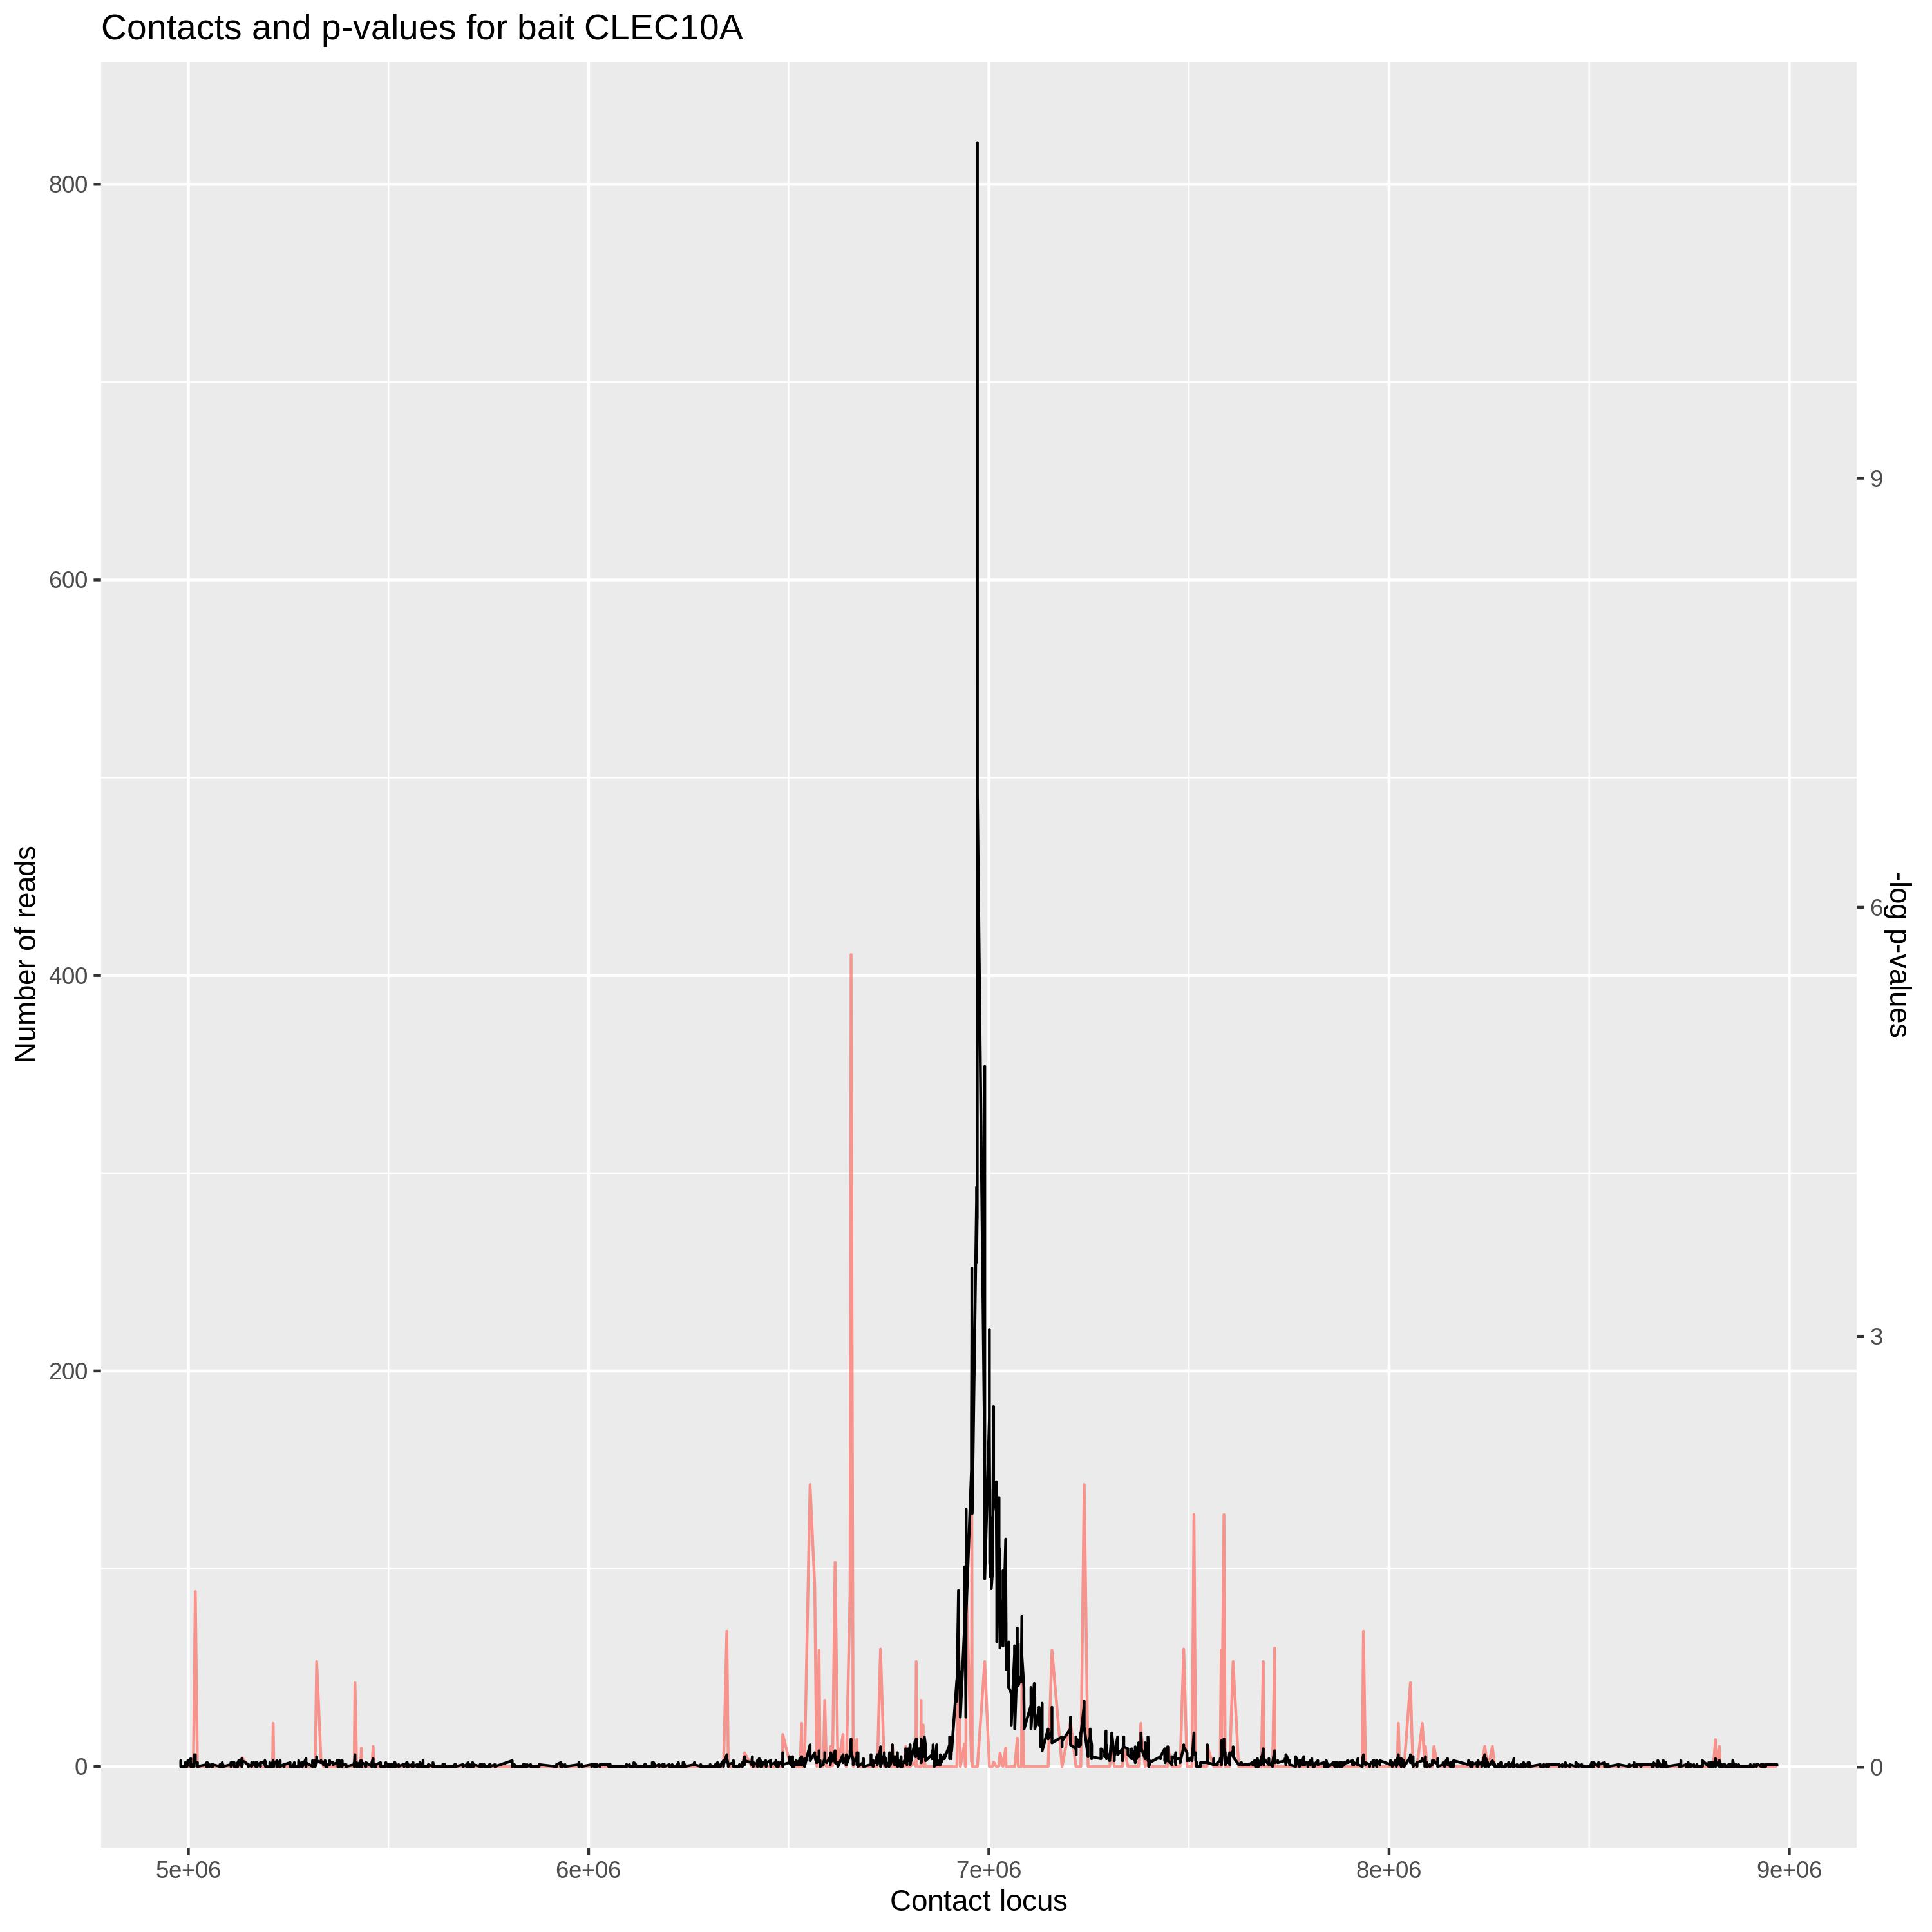 Contacts and p-values for bait CLEC10A
800
600
400
200
0
Number of reads
9
6
3
0
-log p-values
5e+06 6e+06 7e+06 8e+06 9e+06
Contact locus